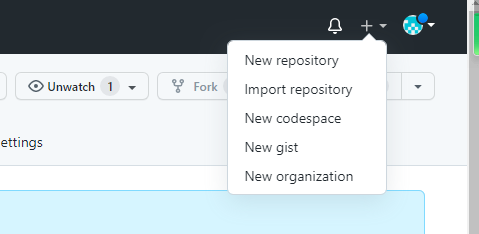 New repository
Unwatch 1
Fork
Import repository
New codespace
ettings
New gist
New organization